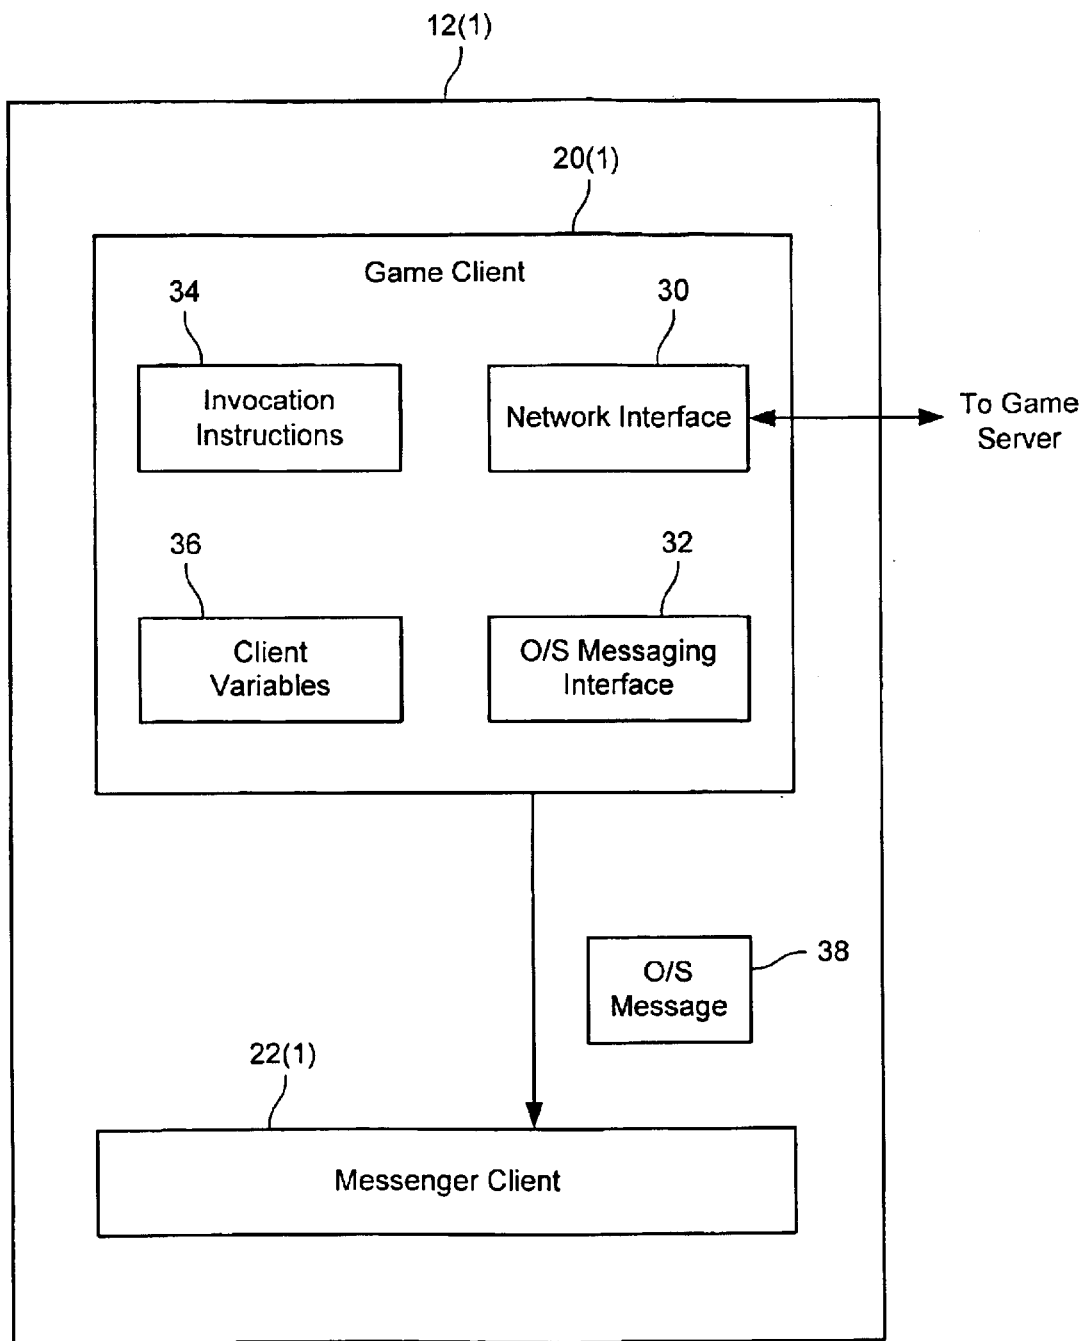 12(1)
20(1)
Game Client
34
30
Invocation
Instructions
Network Interface
To Game
Server
36
32
Client
Variables
O/S Messaging
Interface
O/S
Message
38
22(1)
Messenger Client